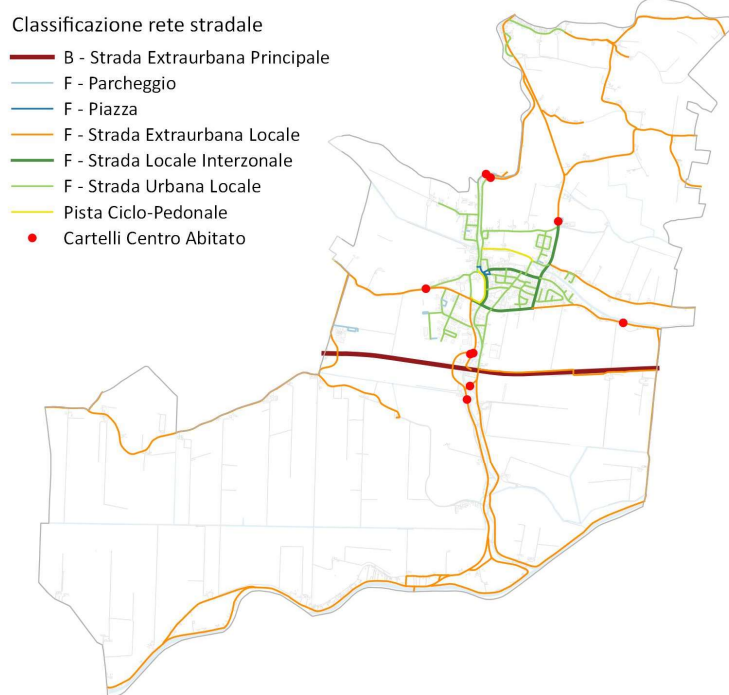 Classificazione rete stradale
B - Strada Extraurbana Principale
F - Parcheggio
F - Piazza
F - Strada Extraurbana Locale
F - Strada Locale Interzonale
F - Strada Urbana Locale
Pista Ciclo-Pedonale
Cartelli Centro Abitato